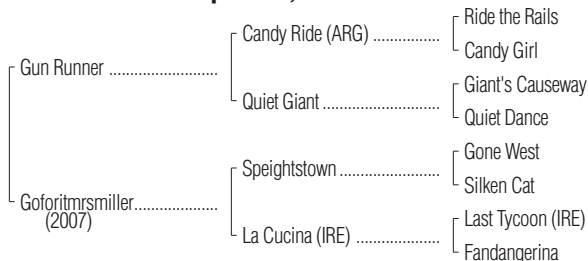 Ride the Rails
Candy Ride (ARG) ................
Candy Girl
Gun Runner .........................
Giant's Causeway
Quiet Giant ............................
Quiet Dance
Gone West
Speightstown ........................
Silken Cat
Goforitmrsmiller...................
(2007)
Last Tycoon (IRE)
La Cucina (IRE) ...................
Fandangerina